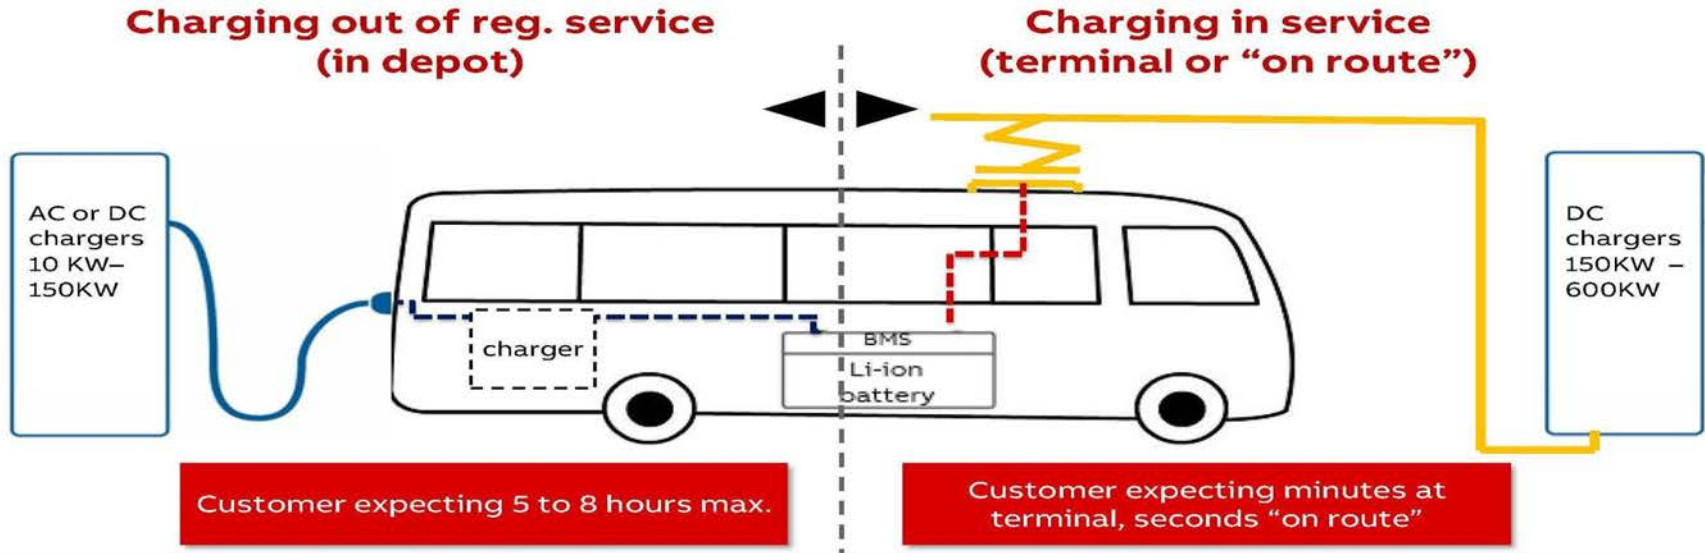 Charging out of reg. service
(in depot)
Charging in service
(terminal or “on route”)
AC or DC
chargers
10 KW–
150KW
charger
BMS
Li-ion
battery
DC
chargers
150KW –
600KW
Customer expecting 5 to 8 hours max.
Customer expecting minutes at
terminal, seconds “on route”